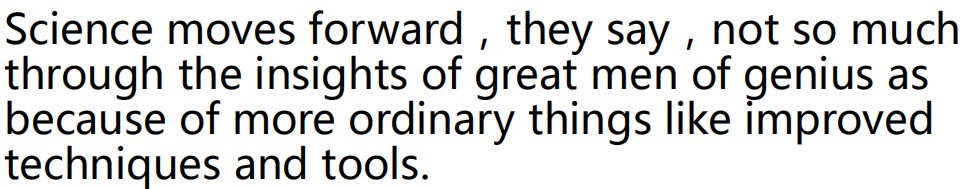 Science moves forward , they say , not so much
through the insights of great men of genius as
because of more ordinary things like improved
techniques and tools.